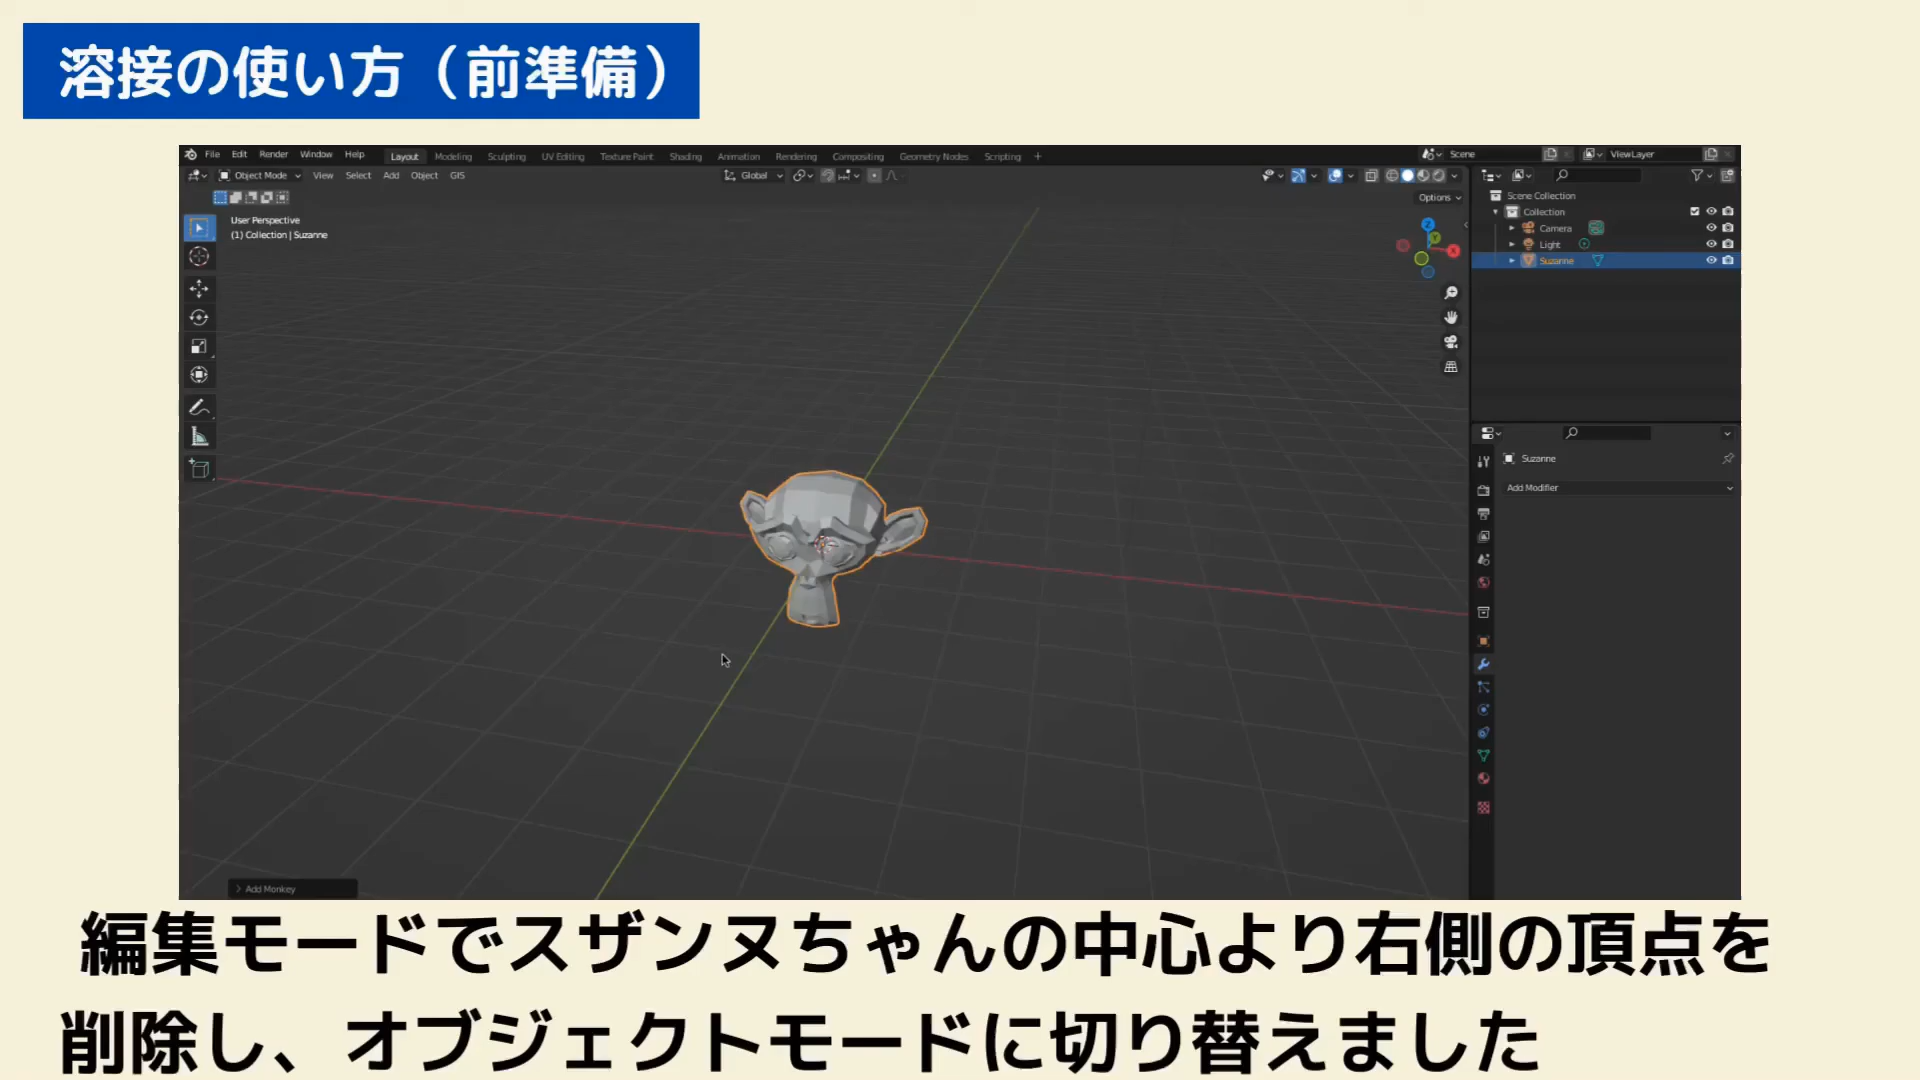 溶接の使い方（前準備）
File Edit Render Window Help Layout Modeling Sculpting UV Editing Texture Paint Shading Animation Rendering Compositing Geometry Nodes Scripting + Scene ViewLayer
Object Mode View Select Add Object GIS Global
Options
User Perspective
(1) Collection | Suzanne
Scene Collection
Collection
Camera
Light
Suzanne
Suzanne
Add Modifier
Add Monkey
編集モードでスザンヌちゃんの中心より右側の頂点を
削除し、オブジェクトモードに切り替えました